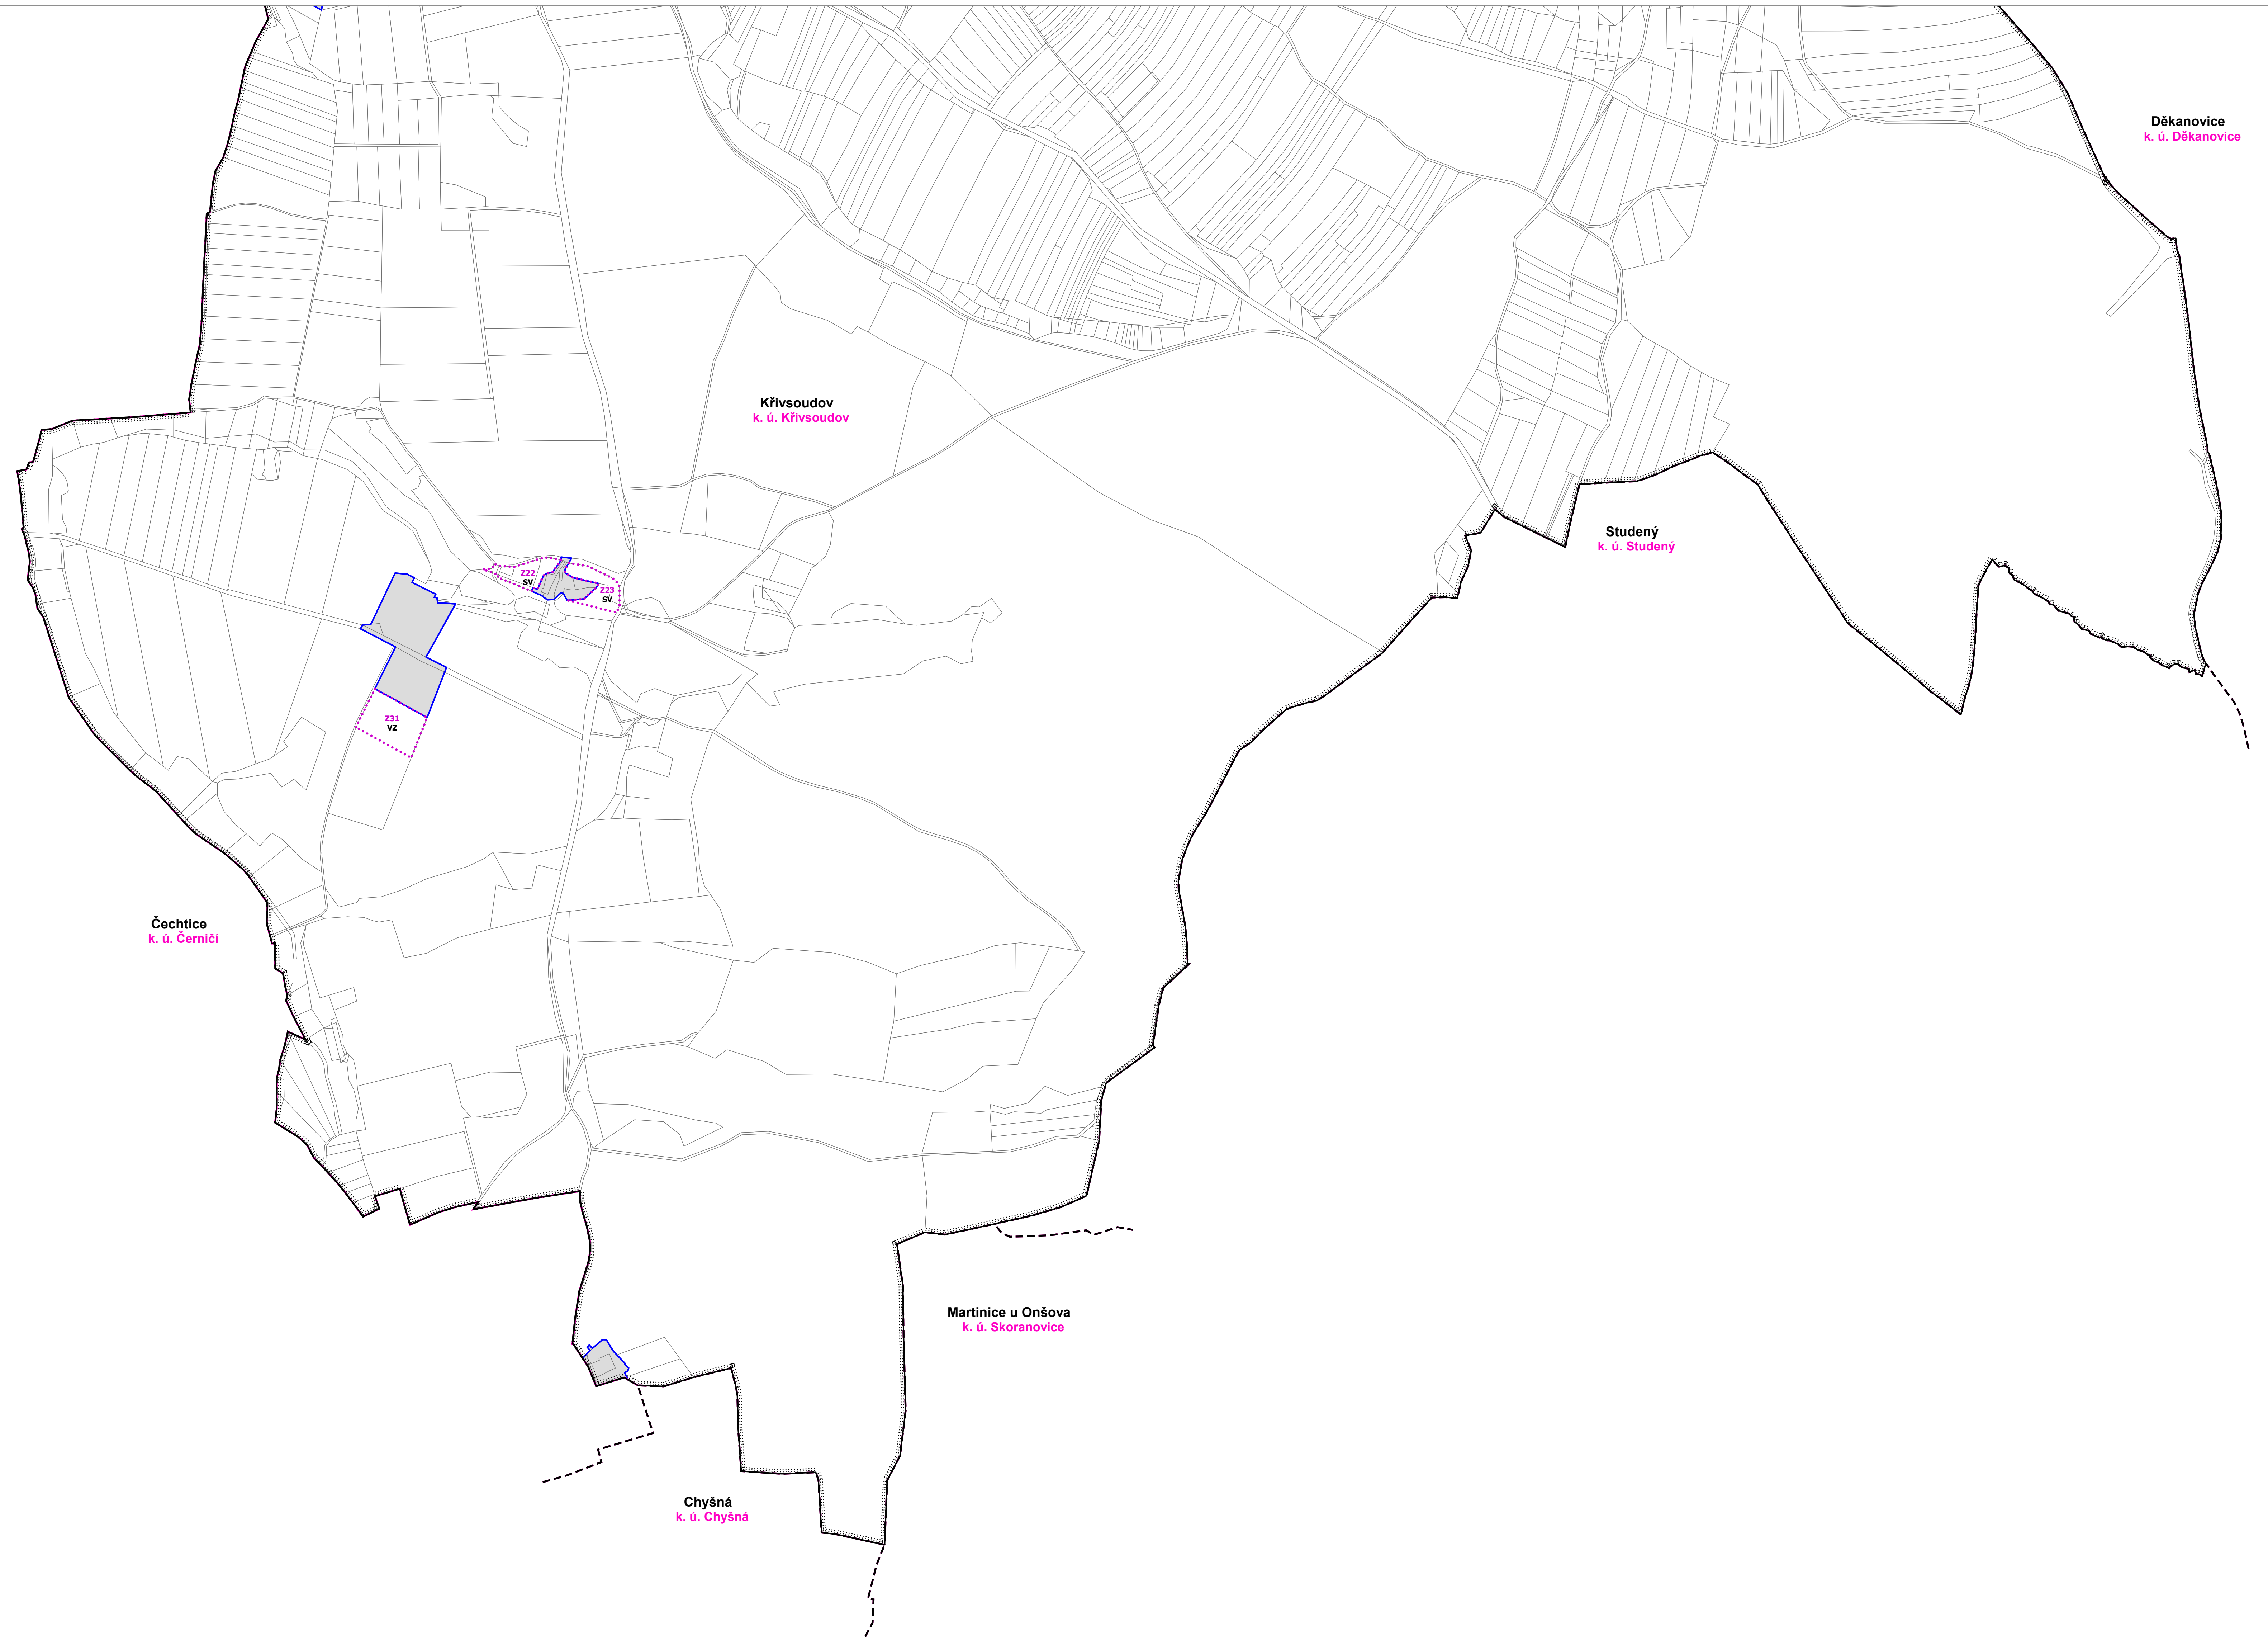 Děkanovice
k. ú. Děkanovice
Křivsoudov
k. ú. Křivsoudov
Studený
k. ú. Studený
Z22
SV
Z23
SV
Z31
VZ
Čechtice
k. ú. Černičí
Martinice u Onšova
k. ú. Skoranovice
Chyšná
k. ú. Chyšná